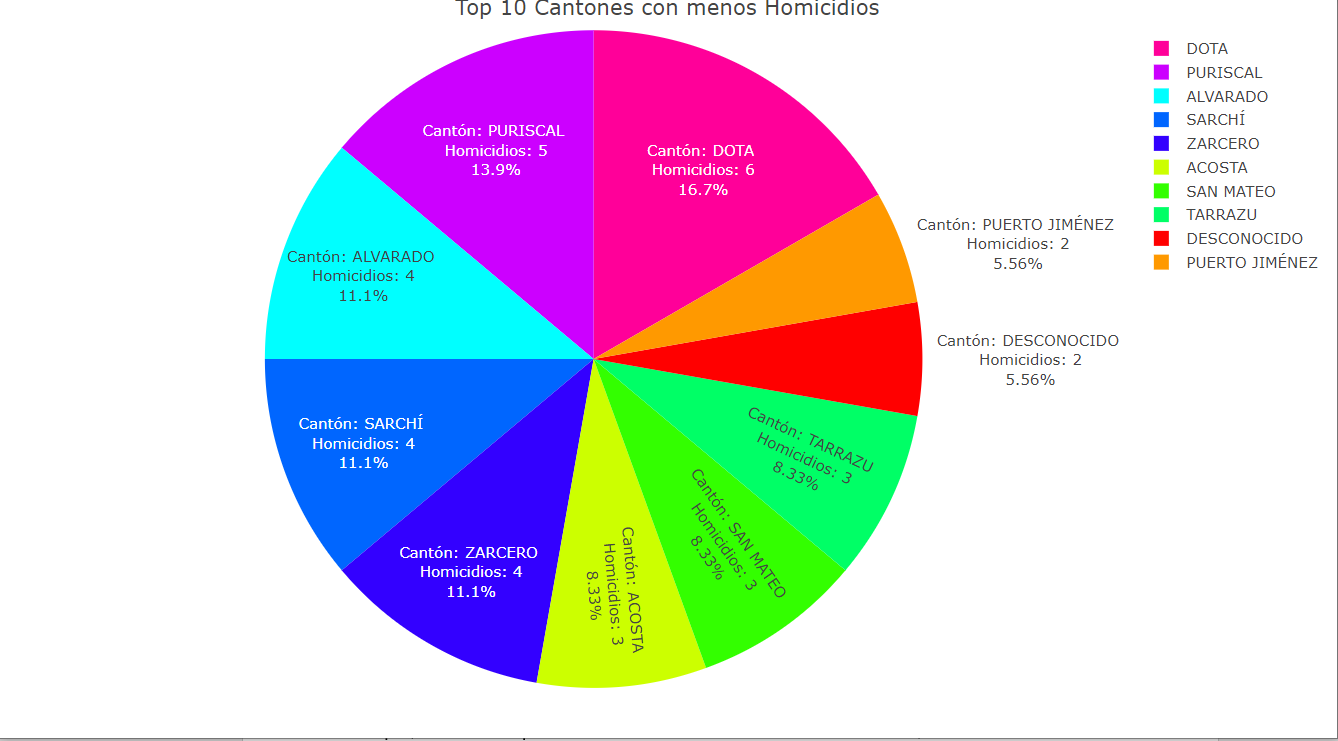 Top 10 Cantones con menos Homicidios
Cantón: PURISCAL
Homicidios: 5
13.9%
Cantón: DOTA
Homicidios: 6
16.7%
Cantón: PUERTO JIMÉNEZ
Homicidios: 2
5.56%
Cantón: ALVARADO
Homicidios: 4
11.1%
Cantón: DESCONOCIDO
Homicidios: 2
5.56%
Cantón: SARCHÍ
Homicidios: 4
11.1%
Cantón: TARRAZU
Homicidios: 3
8.33%
Cantón: SAN MATEO
Homicidios: 3
8.33%
Cantón: ZARCERO
Homicidios: 4
11.1%
Cantón: ACOSTA
Homicidios: 3
8.33%
DOTA
PURISCAL
ALVARADO
SARCHÍ
ZARCERO
ACOSTA
SAN MATEO
TARRAZU
DESCONOCIDO
PUERTO JIMÉNEZ